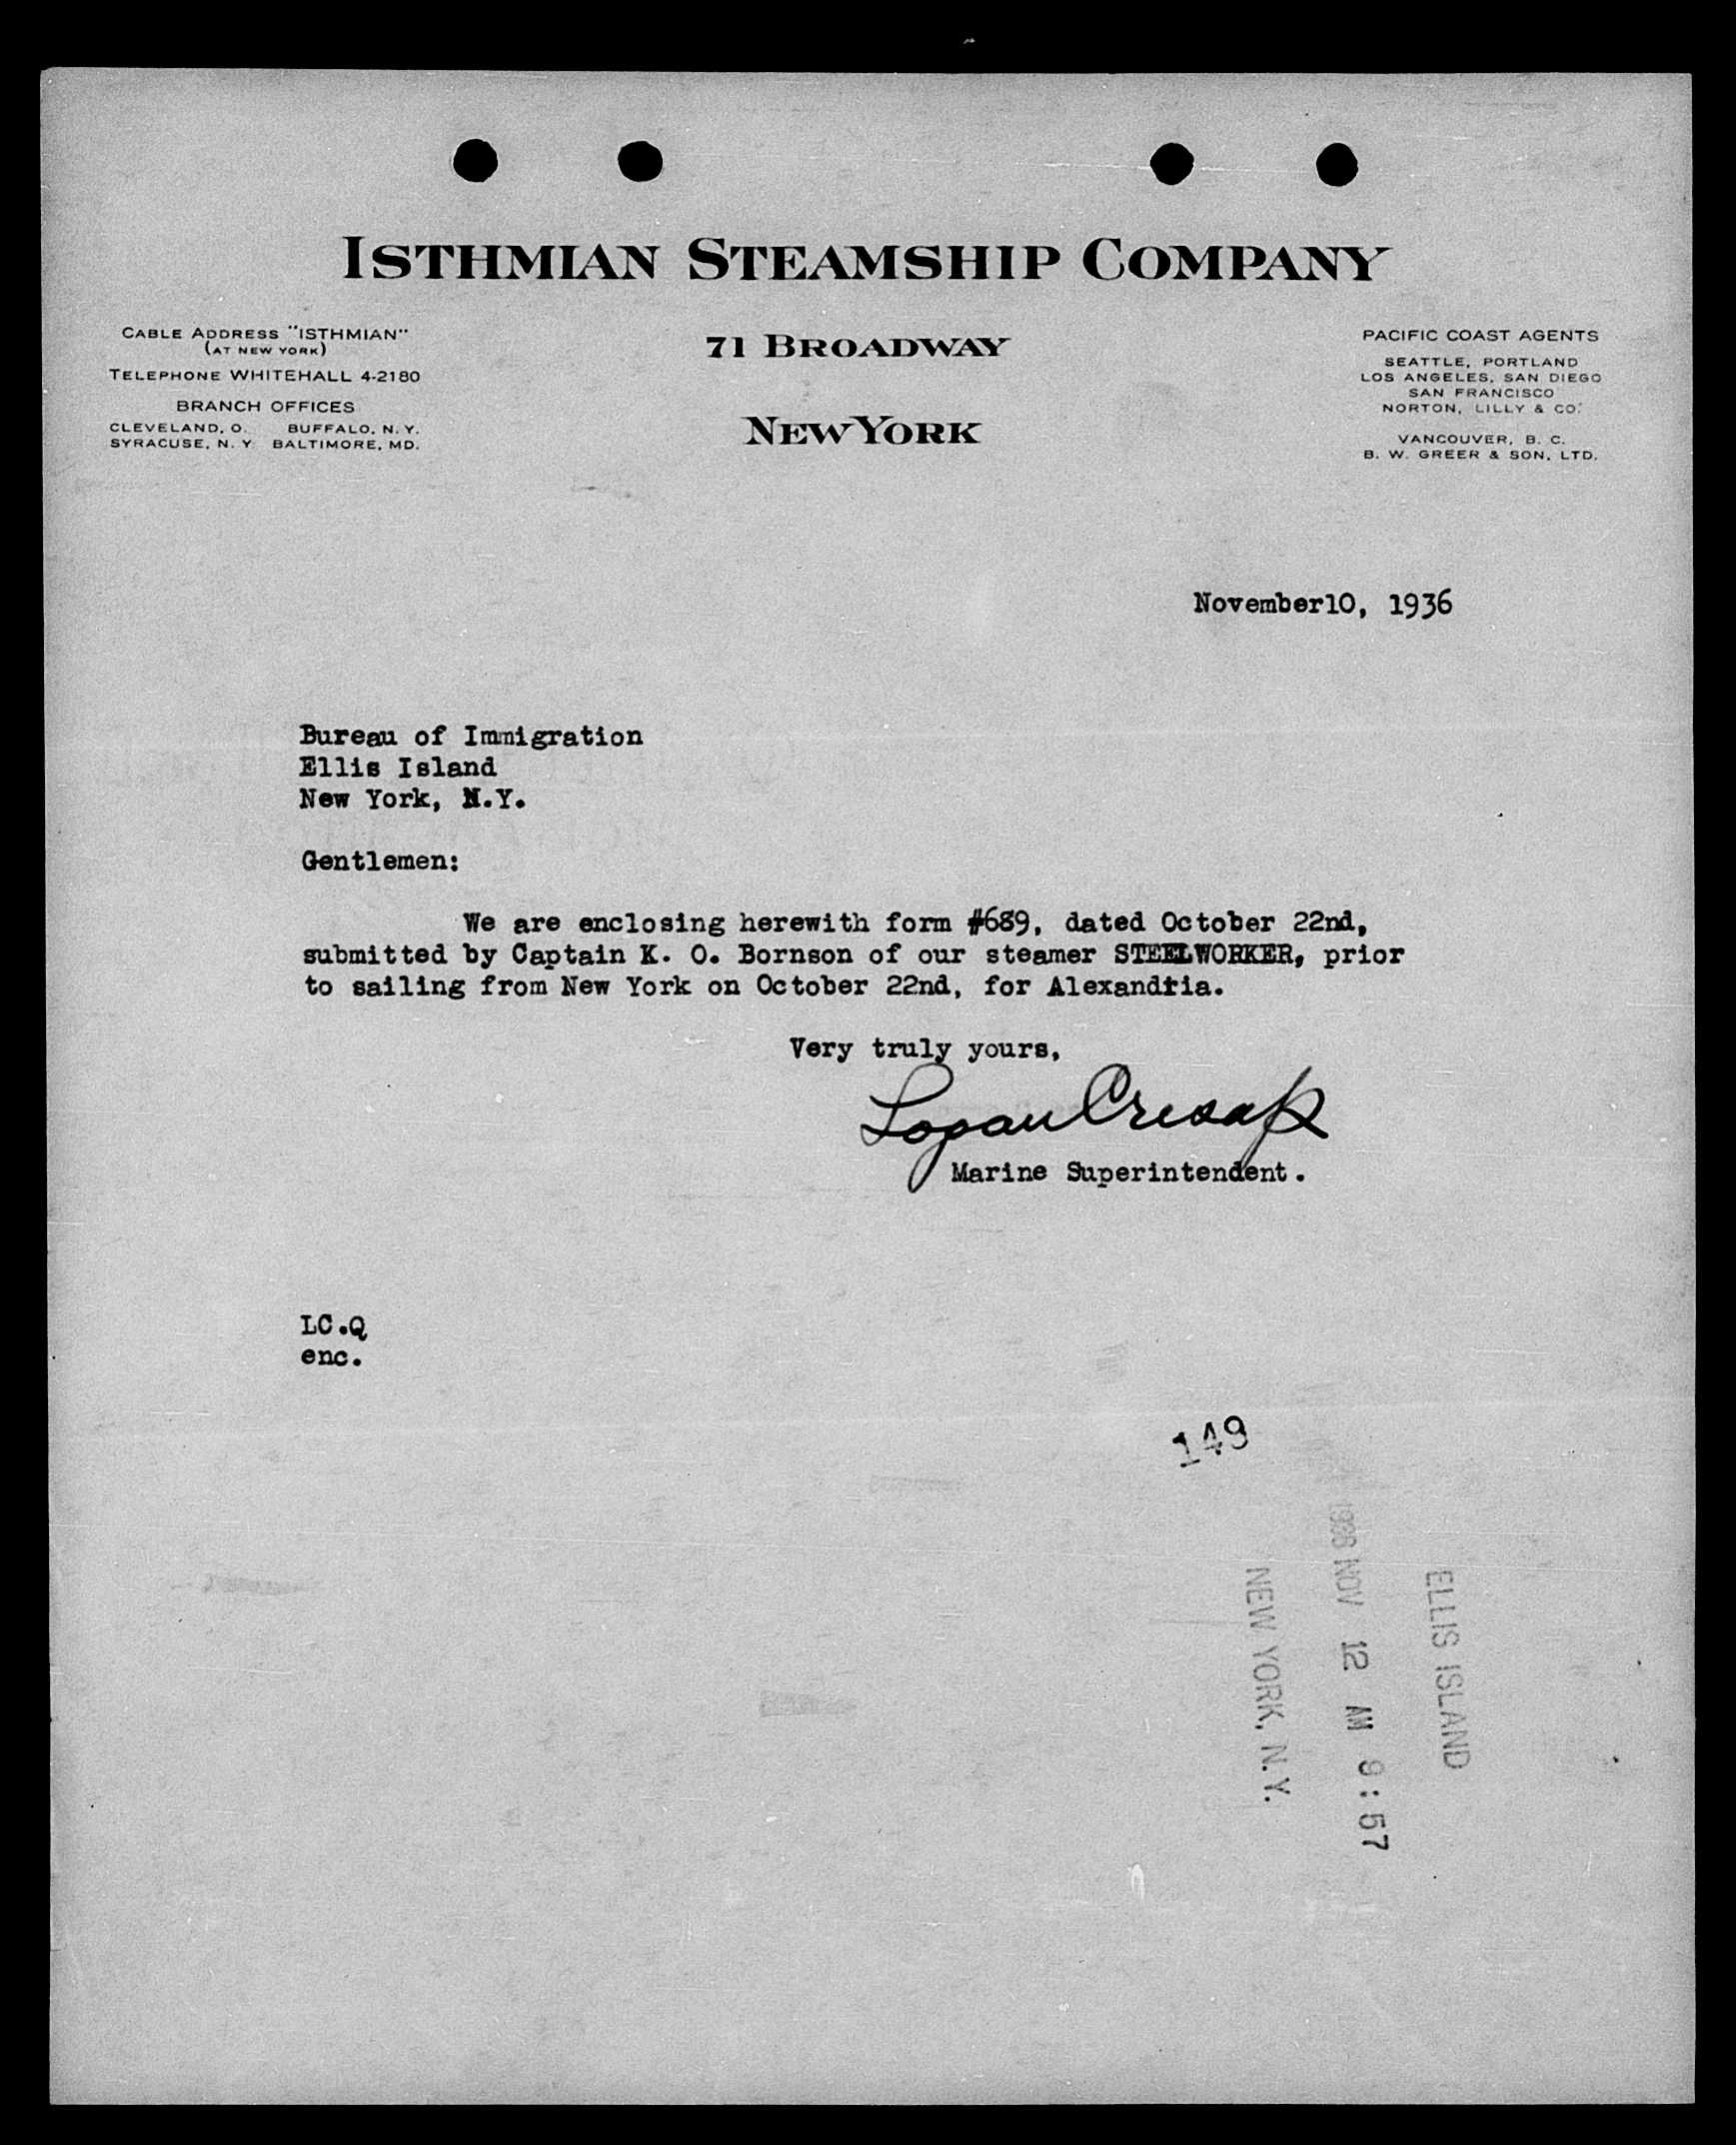 ISTHMIAN STEAMSHIP COMPANY
CABLE ADDRESS "ISTHMIAN"
(AT NEW YORK)
TELEPHONE WHITEHALL 4-2180
BRANCH OFFICES
CLEVELAND, O. BUFFALO, N. Y.
SYRACUSE, N. Y. BALTIMORE, MD.
71 BROADWAY
NEW YORK
PACIFIC COAST AGENTS
SEATTLE, PORTLAND
LOS ANGELES, SAN DIEGO
SAN FRANCISCO
NORTON, LILLY & CO.
VANCOUVER, B. C.
B. W. GREER & SON, LTD.
November10, 1936
Bureau of Immigration
Ellis Island
New York, N.Y.
Gentlemen:
We are enclosing herewith form #689, dated October 22nd,
submitted by Captain K. O. Bornson of our steamer STEELWORKER, prior
to sailing from New York on October 22nd, for Alexandria.
Very truly yours,
Logan Cresap
Marine Superintendent.
LC.Q
enc.
149
ELLIS ISLAND
1936 NOV 12 AM 9:57
NEW YORK, N.Y.